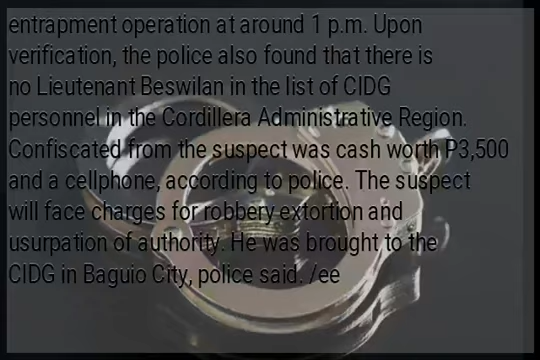 entrapment operation at around 1 p.m. Upon
verification, the police also found that there is
no Lieutenant Beswilan in the list of CIDG
personnel in the Cordillera Administrative Region.
Confiscated from the suspect was cash worth P3,500
and a cellphone, according to police. The suspect
will face charges for robbery extortion and
usurpation of authority. He was brought to the
CIDG in Baguio City, police said. /ee